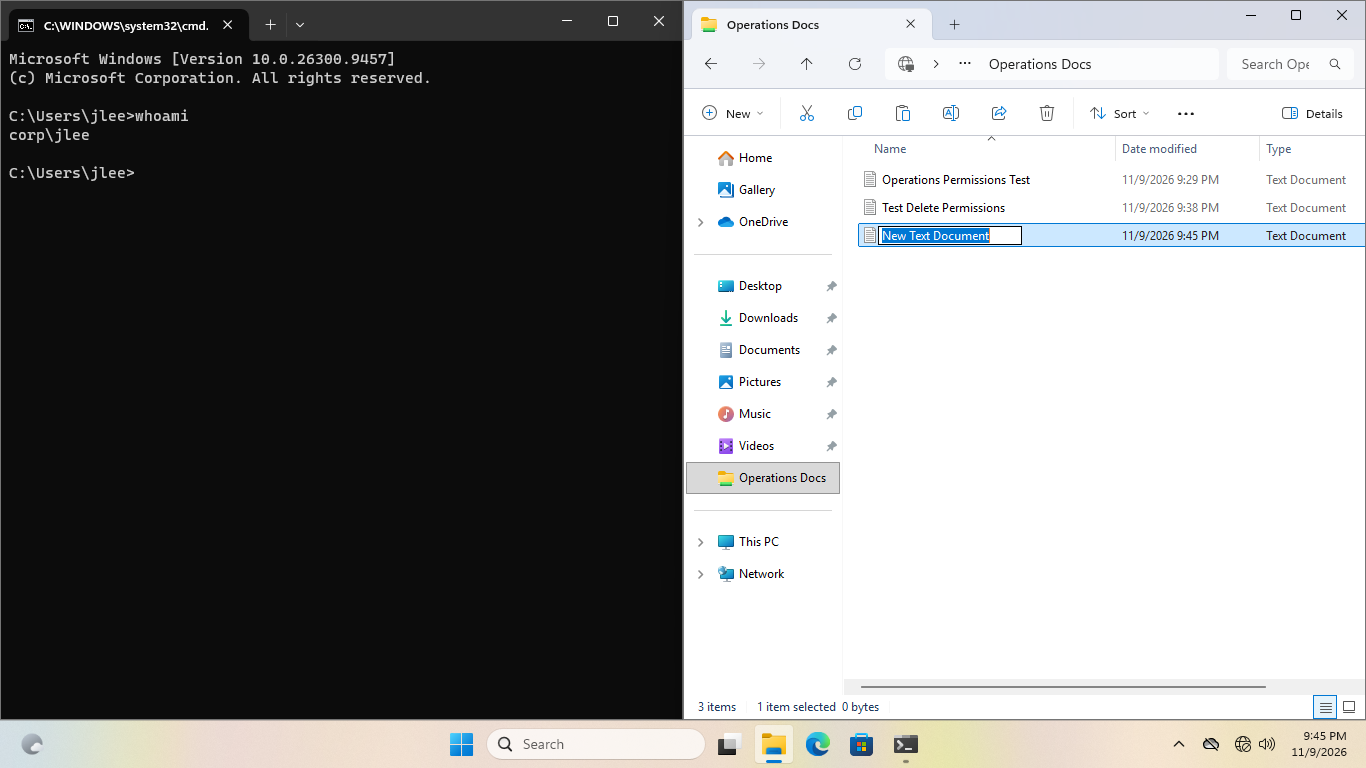 C:\WINDOWS\system32\cmd.
Microsoft Windows [Version 10.0.26300.9457]
(c) Microsoft Corporation. All rights reserved.
C:\Users\jlee>whoami
corp\jlee
C:\Users\jlee>
Operations Docs
Operations Docs
Search Ope
New
Sort
Details
Home
Gallery
OneDrive
Desktop
Downloads
Documents
Pictures
Music
Videos
Operations Docs
This PC
Network
Name Date modified Type
Operations Permissions Test 11/9/2026 9:29 PM Text Document
Test Delete Permissions 11/9/2026 9:38 PM Text Document
New Text Document 11/9/2026 9:45 PM Text Document
3 items 1 item selected 0 bytes
Search
9:45 PM
11/9/2026